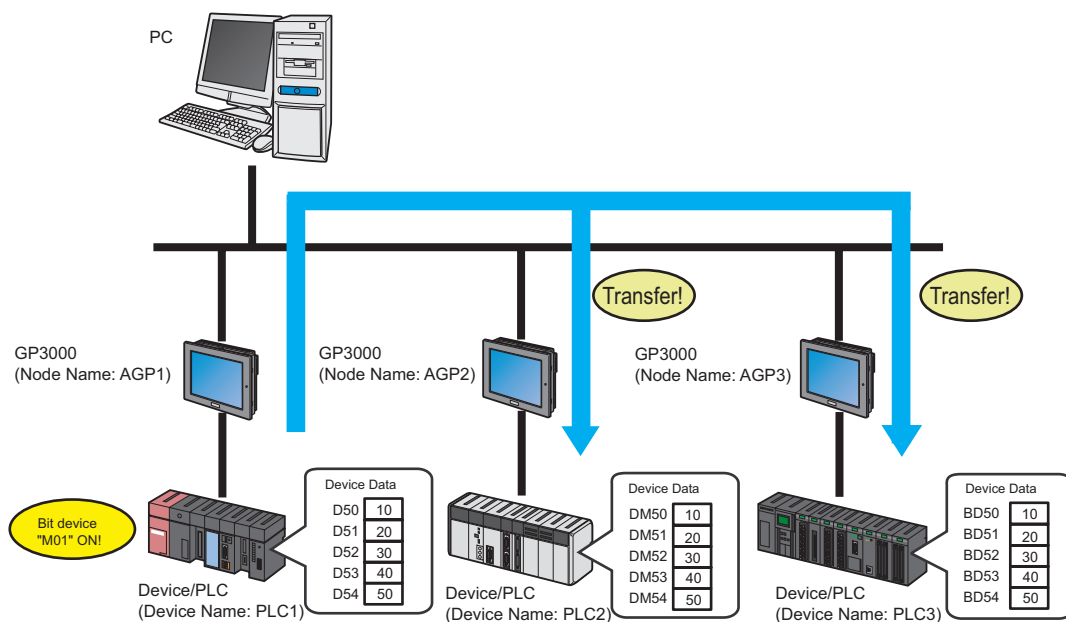 PC
Transfer!
Transfer!
GP3000
(Node Name: AGP1)
GP3000
(Node Name: AGP2)
GP3000
(Node Name: AGP3)
Bit device
"M01" ON!
Device Data
D50 10
D51 20
D52 30
D53 40
D54 50
Device/PLC
(Device Name: PLC1)
Device Data
DM50 10
DM51 20
DM52 30
DM53 40
DM54 50
Device/PLC
(Device Name: PLC2)
Device Data
BD50 10
BD51 20
BD52 30
BD53 40
BD54 50
Device/PLC
(Device Name: PLC3)